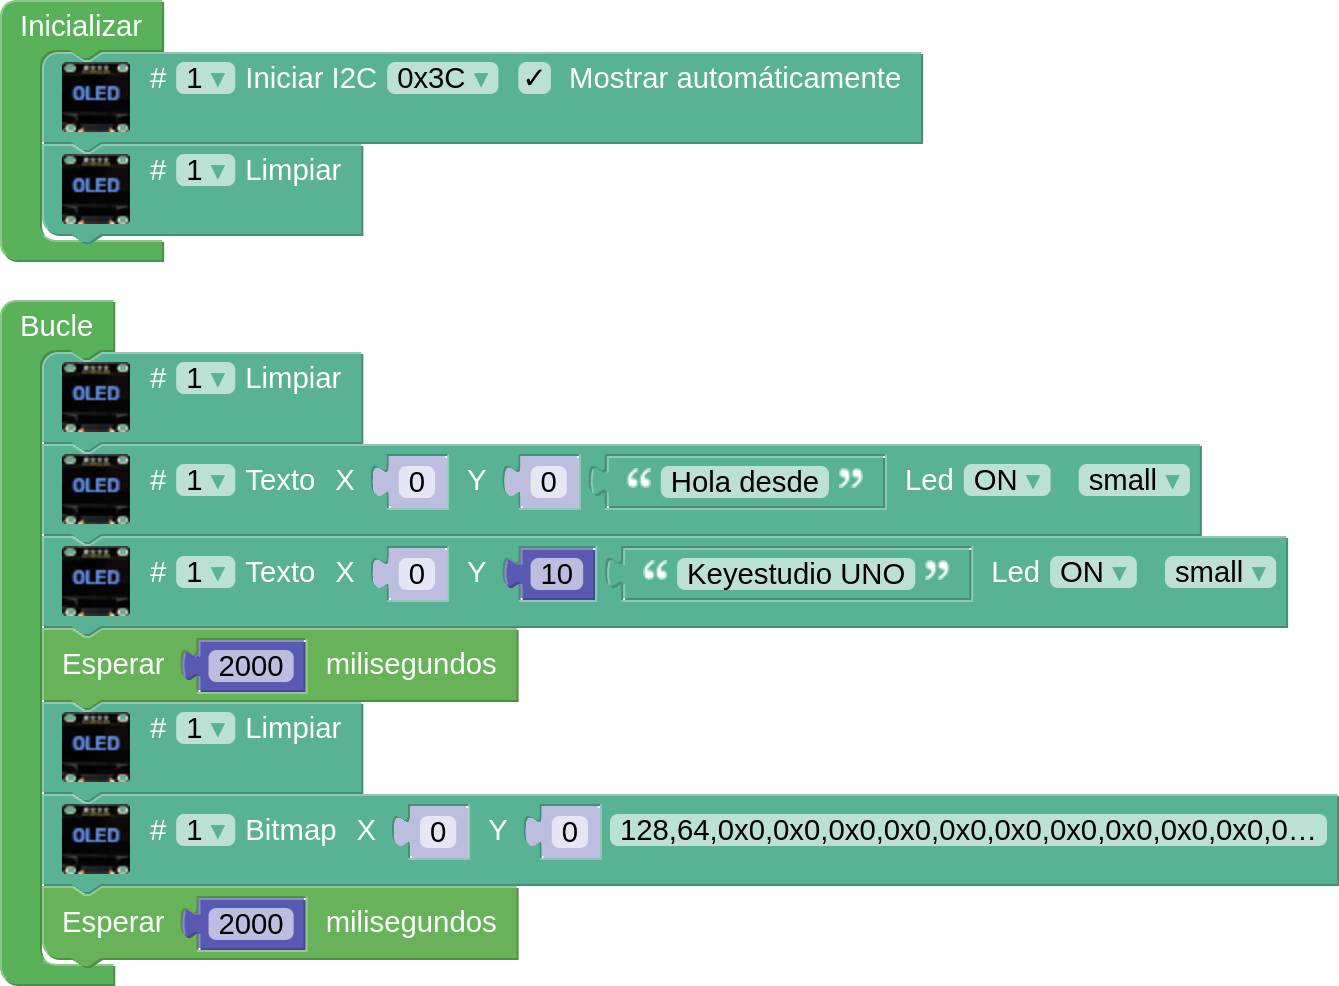 Inicializar
OLED # 1 ▾ Iniciar I2C 0x3C ▾ ✓ Mostrar automáticamente
OLED # 1 ▾ Limpiar
Bucle
OLED # 1 ▾ Limpiar
OLED # 1 ▾ Texto X 0 Y 0 “ Hola desde ” Led ON ▾ small ▾
OLED # 1 ▾ Texto X 0 Y 10 “ Keyestudio UNO ” Led ON ▾ small ▾
Esperar 2000 milisegundos
OLED # 1 ▾ Limpiar
OLED # 1 ▾ Bitmap X 0 Y 0 128,64,0x0,0x0,0x0,0x0,0x0,0x0,0x0,0x0,0x0,0x0,0…
Esperar 2000 milisegundos